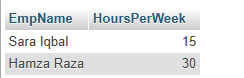 EmpName HoursPerWeek
Sara Iqbal 15
Hamza Raza 30